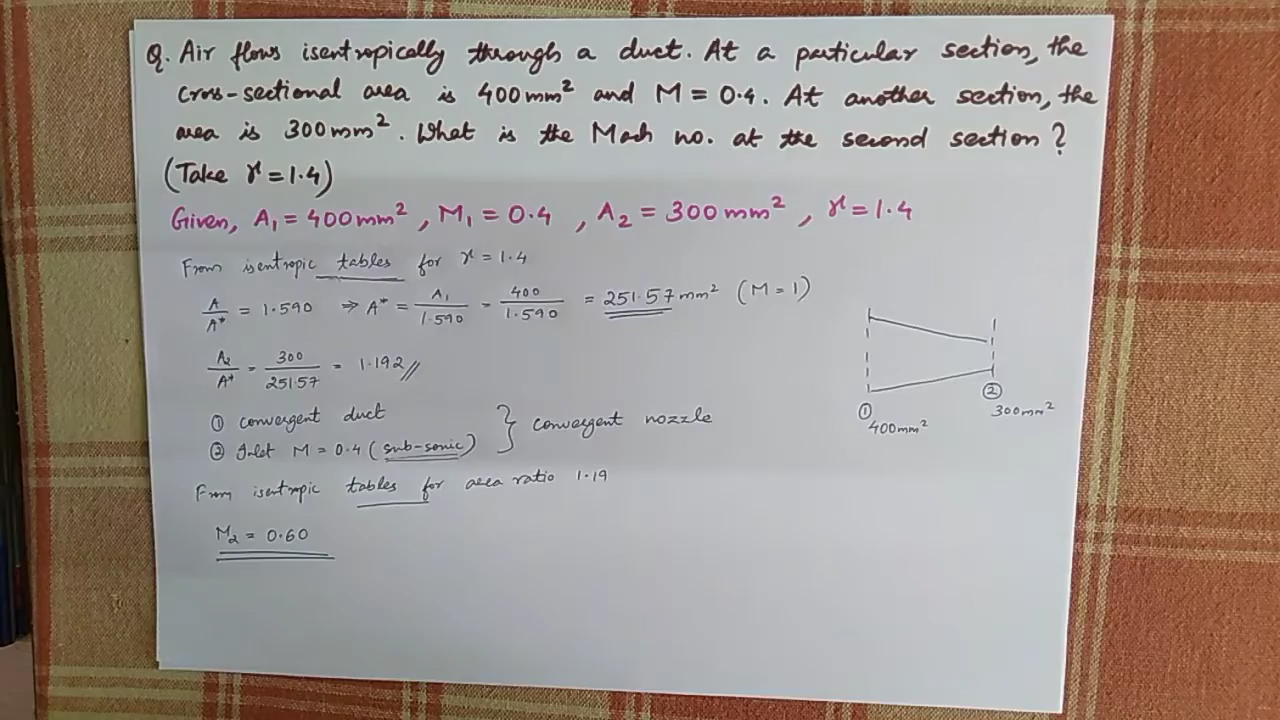 Q. Air flows isentropically through a duct. At a particular section, the
cross-sectional area is 400 mm² and M = 0.4. At another section, the
area is 300 mm². What is the Mach no. at the second section?
(Take γ = 1.4)
Given, A₁ = 400 mm², M₁ = 0.4, A₂ = 300 mm², γ = 1.4
From isentropic tables for γ = 1.4
A/A* = 1.590 ⇒ A* = A₁/1.590 = 400/1.590 = 251.57 mm² (M = 1)
A₂/A* = 300/251.57 = 1.192 //
① convergent duct
② Inlet M = 0.4 (sub-sonic) } convergent nozzle
From isentropic tables for area ratio 1.19
M₂ = 0.60
① 400 mm²
② 300 mm²